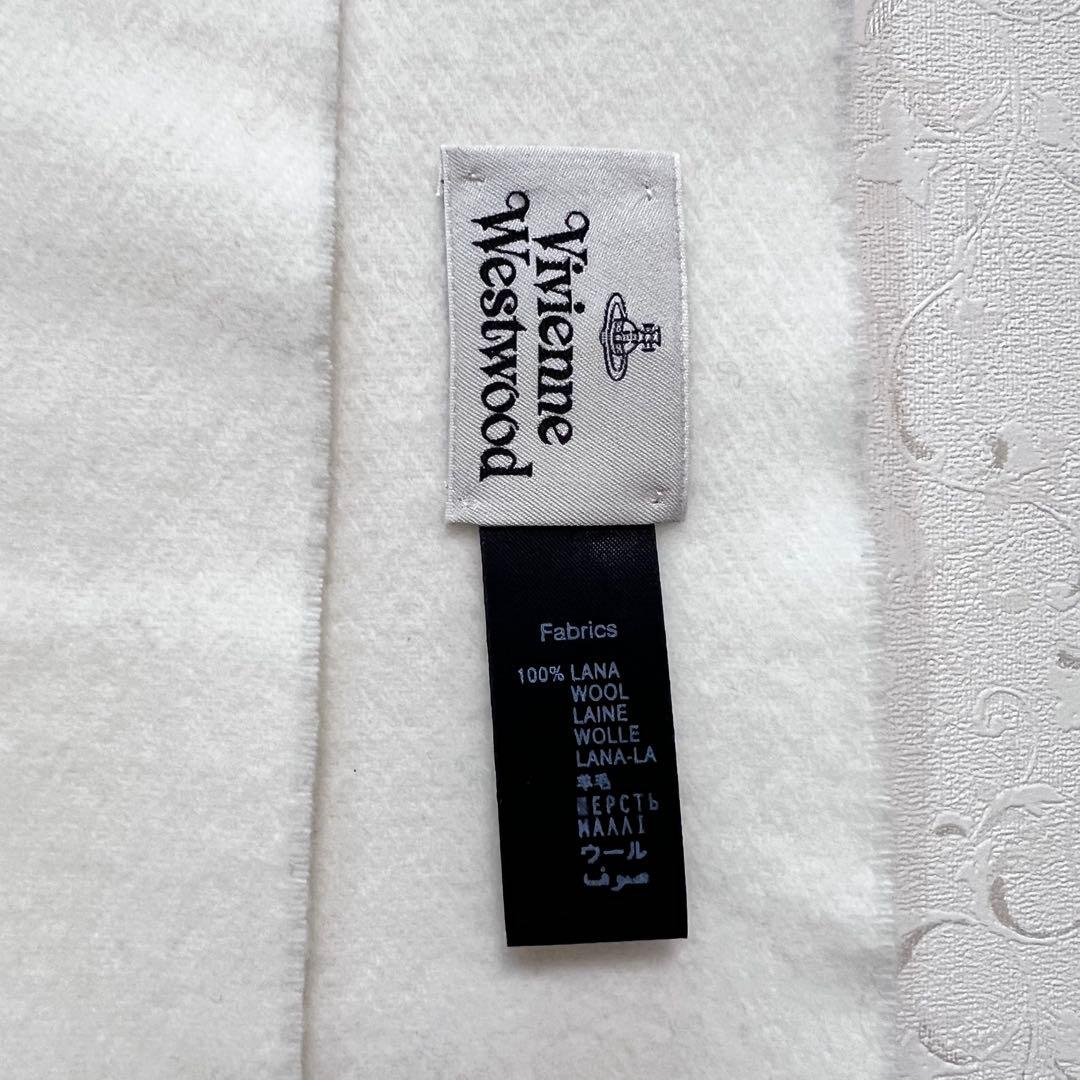 Vivienne
Westwood
Fabrics
100% LANA
WOOL
LAINE
WOLLE
LANA-LA
羊毛
ШЕРСТЬ
ΜΑΛΛΙ
ウール
صوف